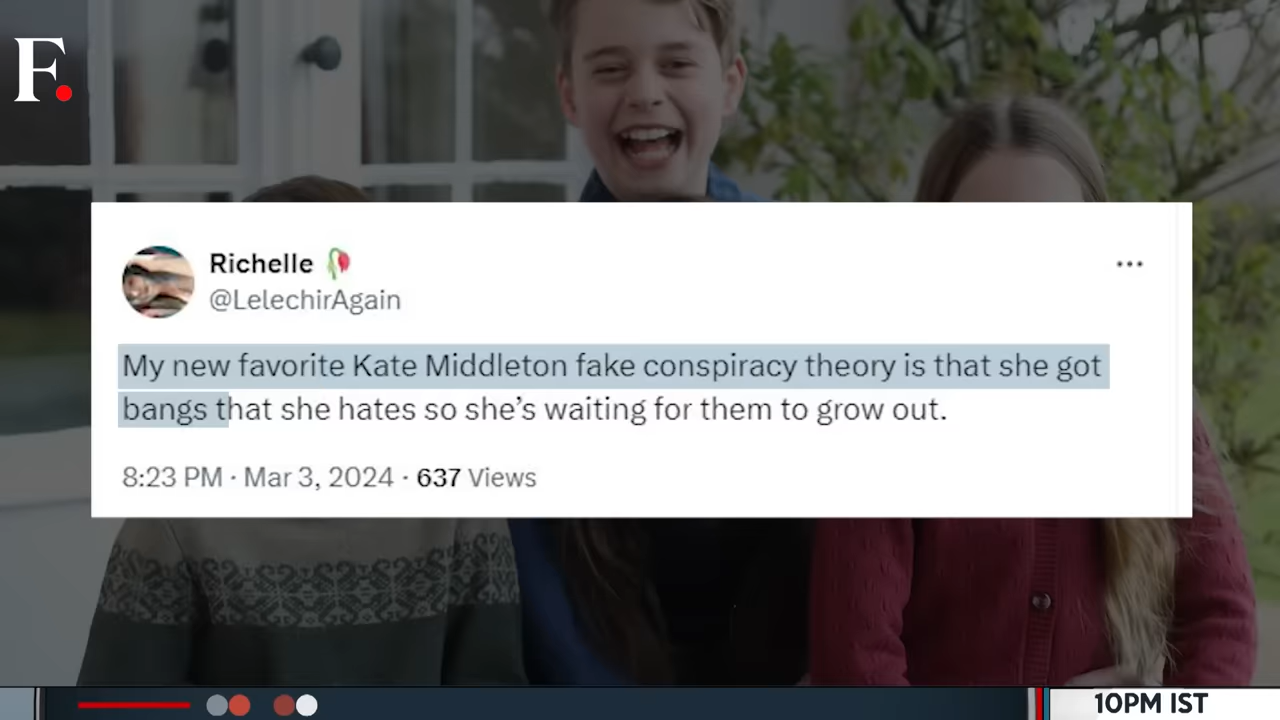 F.
Richelle 🥀
@LelechirAgain
My new favorite Kate Middleton fake conspiracy theory is that she got
bangs that she hates so she’s waiting for them to grow out.
8:23 PM · Mar 3, 2024 · 637 Views
10PM IST